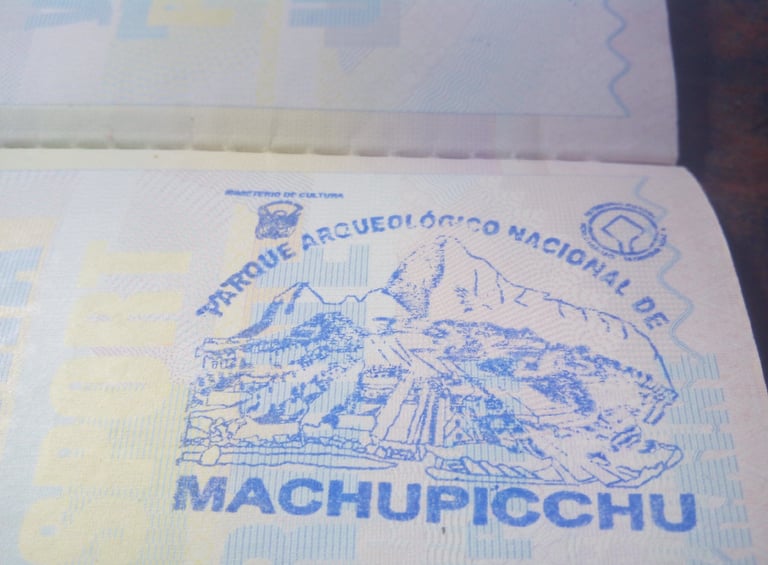 MINISTERIO DE CULTURA
PARQUE ARQUEOLÓGICO NACIONAL DE
MACHUPICCHU